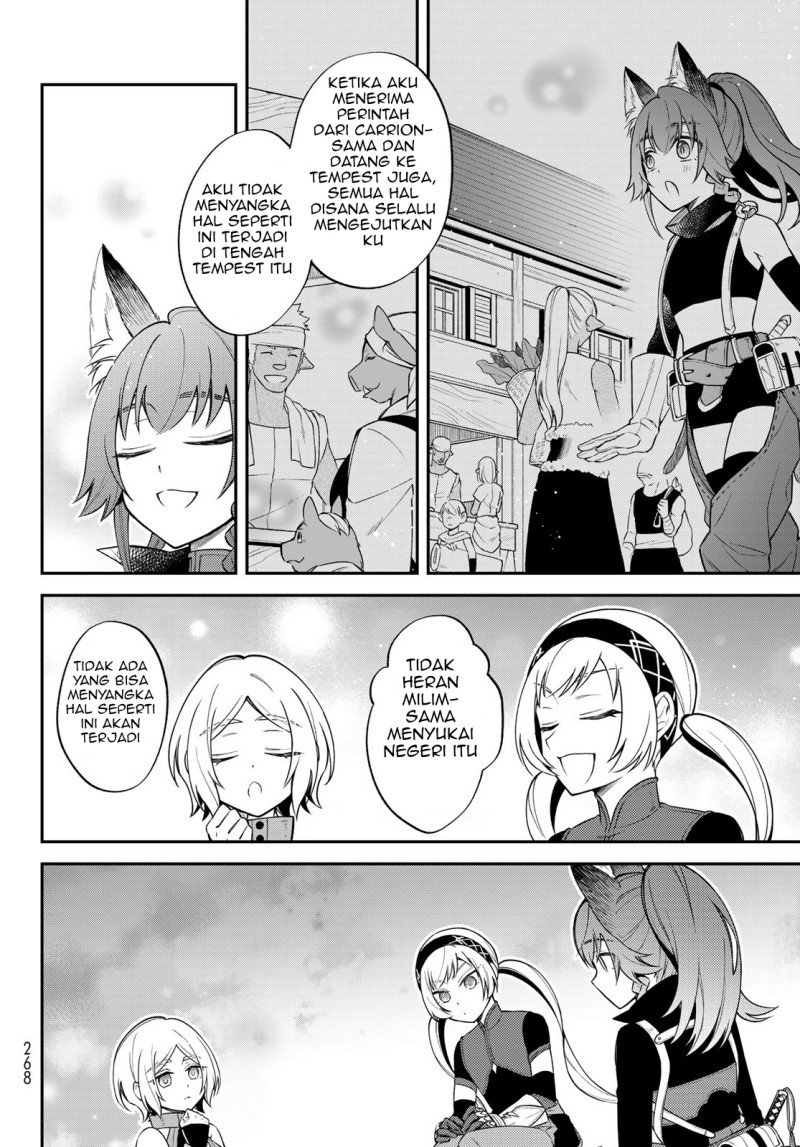 KETIKA AKU
MENERIMA
PERINTAH
DARI CARRION-
SAMA DAN
DATANG KE
TEMPEST JUGA,
SEMUA HAL
DISANA SELALU
MENGEJUTKAN
KU
AKU TIDAK
MENYANGKA
HAL SEPERTI
INI TERJADI
DI TENGAH
TEMPEST ITU
TIDAK
HERAN
MILIM-
SAMA
MENYUKAI
NEGERI ITU
TIDAK ADA
YANG BISA
MENYANGKA
HAL SEPERTI
INI AKAN
TERJADI
268